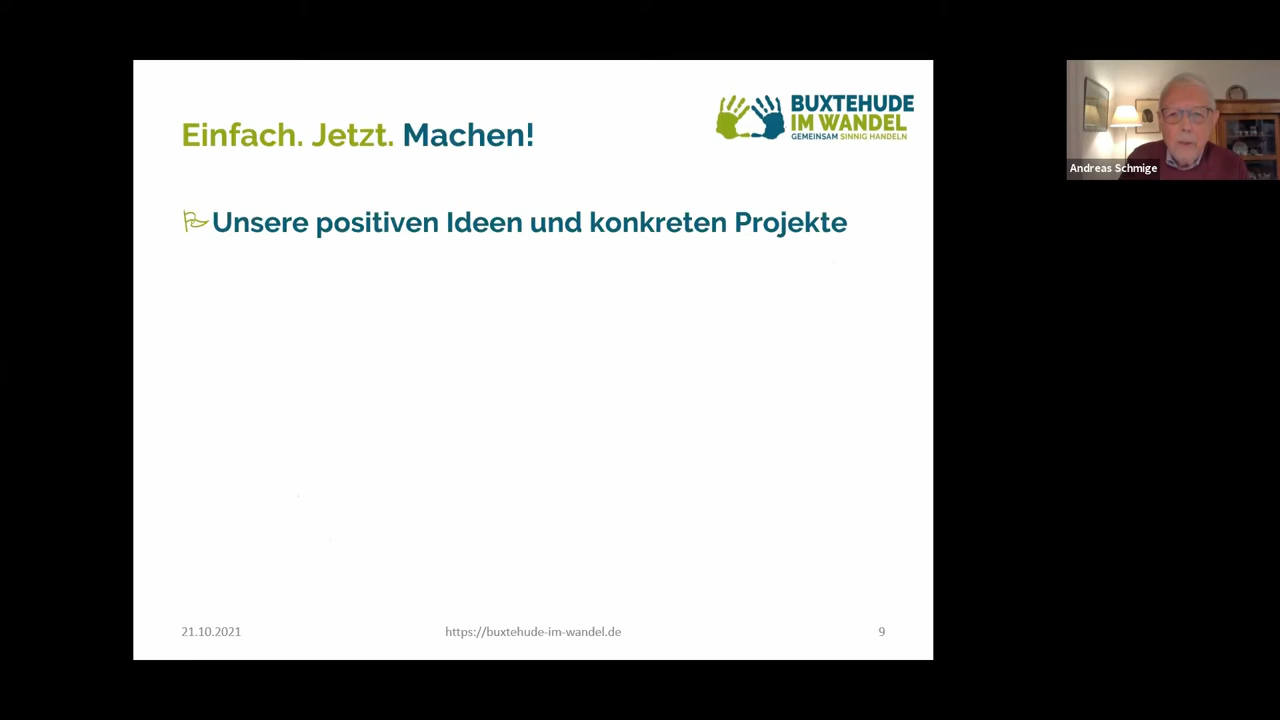 Einfach. Jetzt. Machen!
BUXTEHUDE
IM WANDEL
GEMEINSAM SINNIG HANDELN
Unsere positiven Ideen und konkreten Projekte
21.10.2021
https://buxtehude-im-wandel.de
9
Andreas Schmige